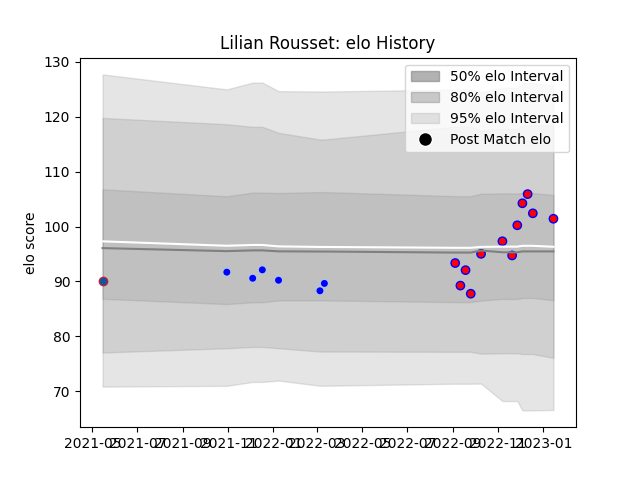 Lilian Rousset: elo History
130
120
110
100
90
80
70
elo score
50% elo Interval
80% elo Interval
95% elo Interval
Post Match elo
2021-05 2021-07 2021-09 2021-11 2022-01 2022-03 2022-05 2022-07 2022-09 2022-11 2023-01